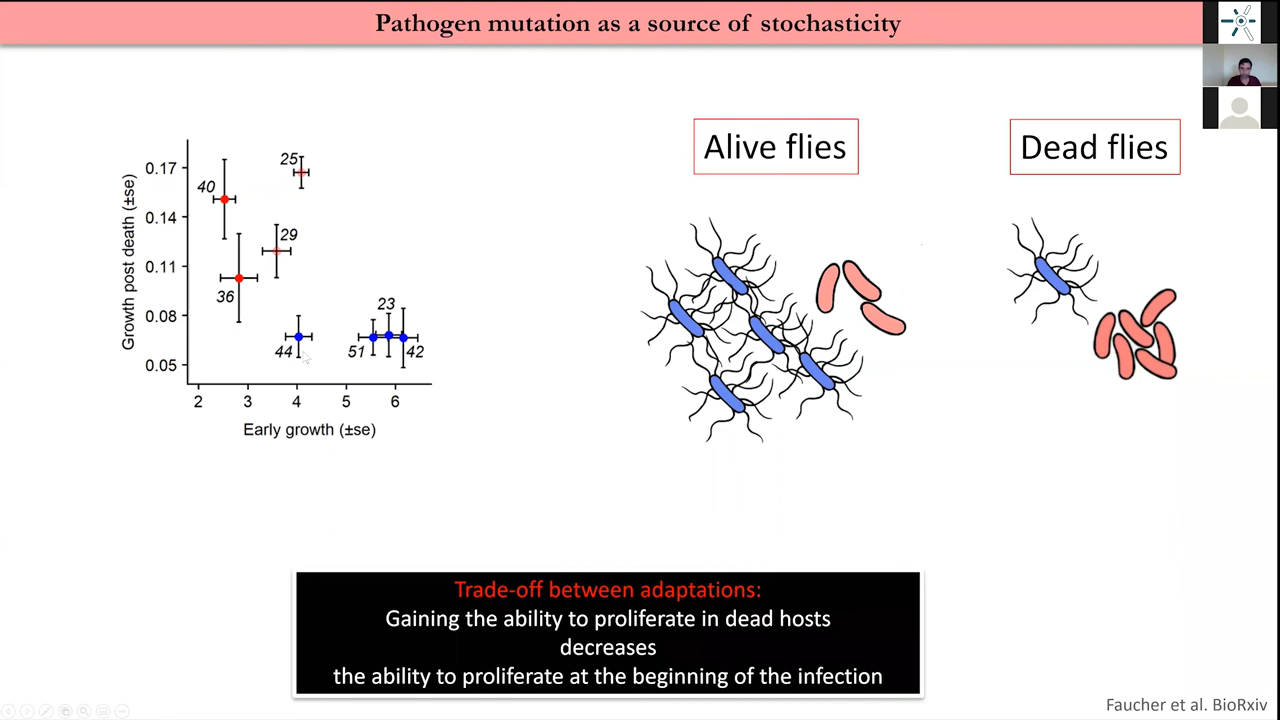 Pathogen mutation as a source of stochasticity
Alive flies
Dead flies
Growth post death (±se)
0.17
0.14
0.11
0.08
0.05
40
25
29
36
23
44
51
42
2 3 4 5 6
Early growth (±se)
Trade-off between adaptations:
Gaining the ability to proliferate in dead hosts
decreases
the ability to proliferate at the beginning of the infection
Faucher et al. BioRxiv